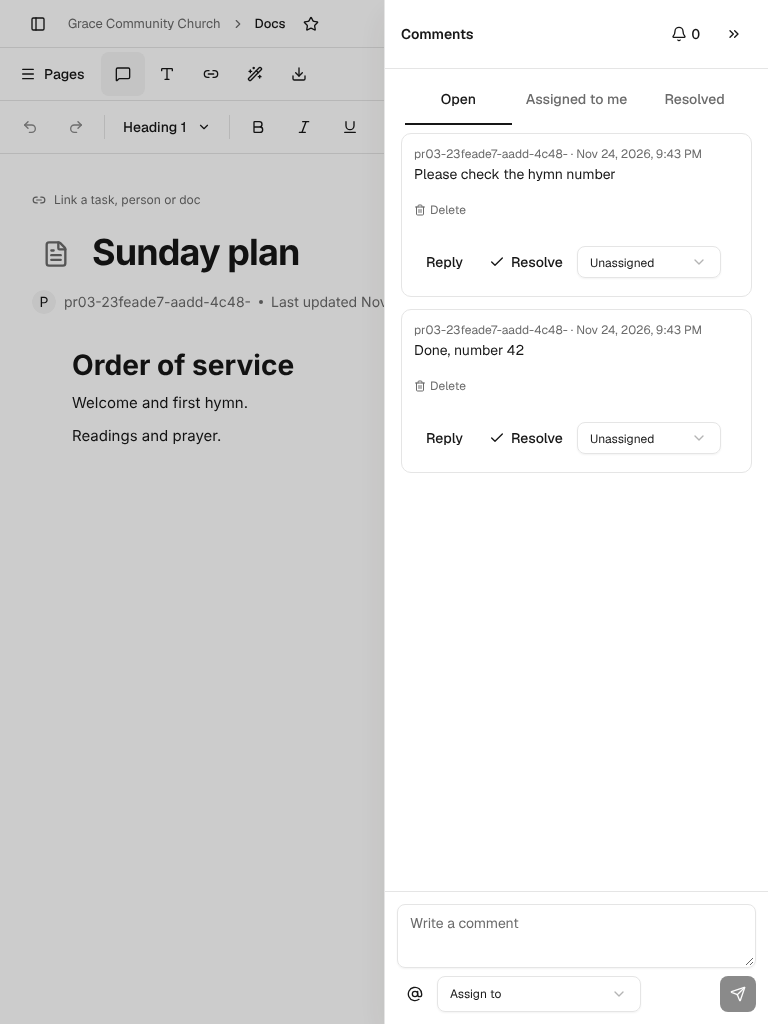 Grace Community Church > Docs
Pages
Heading 1
B I U
Link a task, person or doc
Sunday plan
P pr03-23feade7-aadd-4c48- • Last updated Nov
Order of service
Welcome and first hymn.
Readings and prayer.
Comments
0
Open Assigned to me Resolved
pr03-23feade7-aadd-4c48- · Nov 24, 2026, 9:43 PM
Please check the hymn number
Delete
Reply Resolve Unassigned
pr03-23feade7-aadd-4c48- · Nov 24, 2026, 9:43 PM
Done, number 42
Delete
Reply Resolve Unassigned
Write a comment
@ Assign to